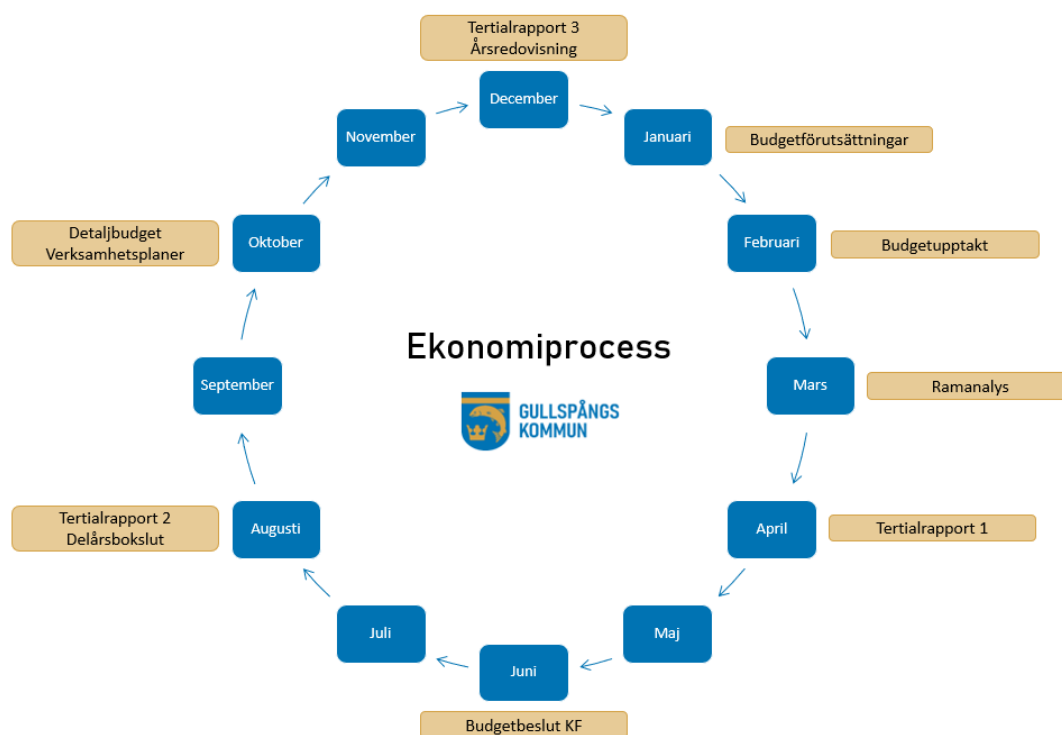 Tertialrapport 3
Årsredovisning
December
Januari
Budgetförutsättningar
Februari
Budgetupptakt
Mars
Ramanalys
April
Tertialrapport 1
Maj
Juni
Budgetbeslut KF
Juli
Augusti
Tertialrapport 2
Delårsbokslut
September
Oktober
Detaljbudget
Verksamhetsplaner
November
Ekonomiprocess
GULLSPÅNGS
KOMMUN